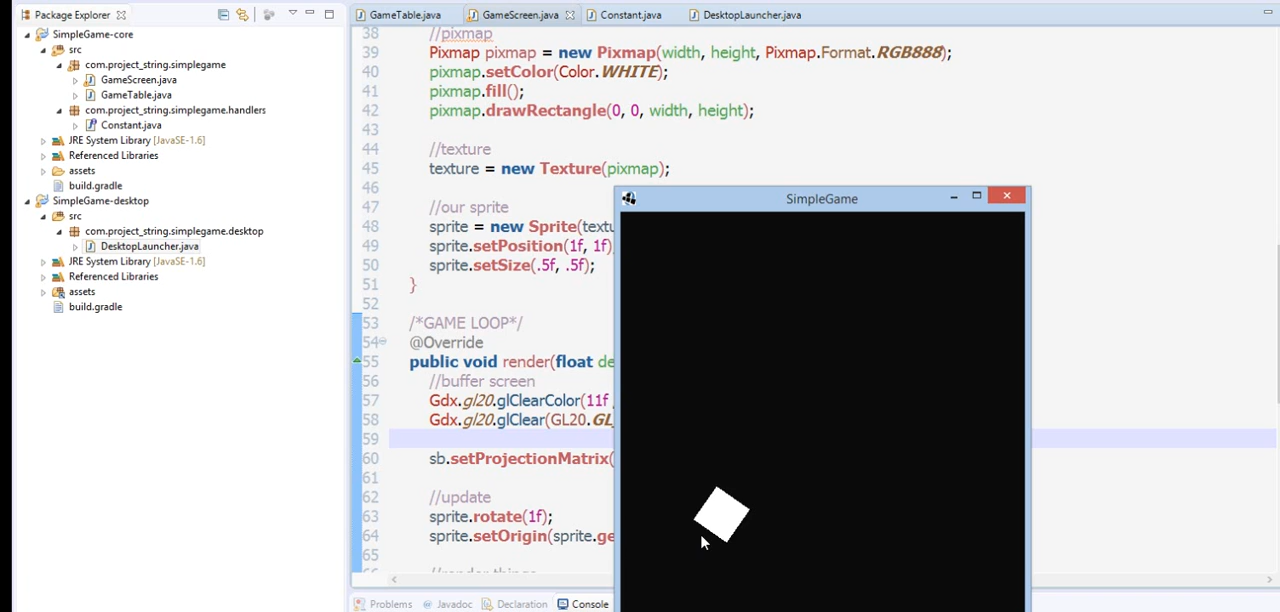 Package Explorer
SimpleGame-core
src
com.project_string.simplegame
GameScreen.java
GameTable.java
com.project_string.simplegame.handlers
Constant.java
JRE System Library [JavaSE-1.6]
Referenced Libraries
assets
build.gradle
SimpleGame-desktop
src
com.project_string.simplegame.desktop
DesktopLauncher.java
JRE System Library [JavaSE-1.6]
Referenced Libraries
assets
build.gradle
GameTable.java GameScreen.java Constant.java DesktopLauncher.java
38 //pixmap
39 Pixmap pixmap = new Pixmap(width, height, Pixmap.Format.RGB888);
40 pixmap.setColor(Color.WHITE);
41 pixmap.fill();
42 pixmap.drawRectangle(0, 0, width, height);
43
44 //texture
45 texture = new Texture(pixmap);
46
47 //our sprite
48 sprite = new Sprite(textu
49 sprite.setPosition(1f, 1f)
50 sprite.setSize(.5f, .5f);
51 }
52
53 /*GAME LOOP*/
54 @Override
55 public void render(float de
56 //buffer screen
57 Gdx.gl20.glClearColor(11f
58 Gdx.gl20.glClear(GL20.GL_
59
60 sb.setProjectionMatrix(
61
62 //update
63 sprite.rotate(1f);
64 sprite.setOrigin(sprite.ge
65
SimpleGame
Problems Javadoc Declaration Console